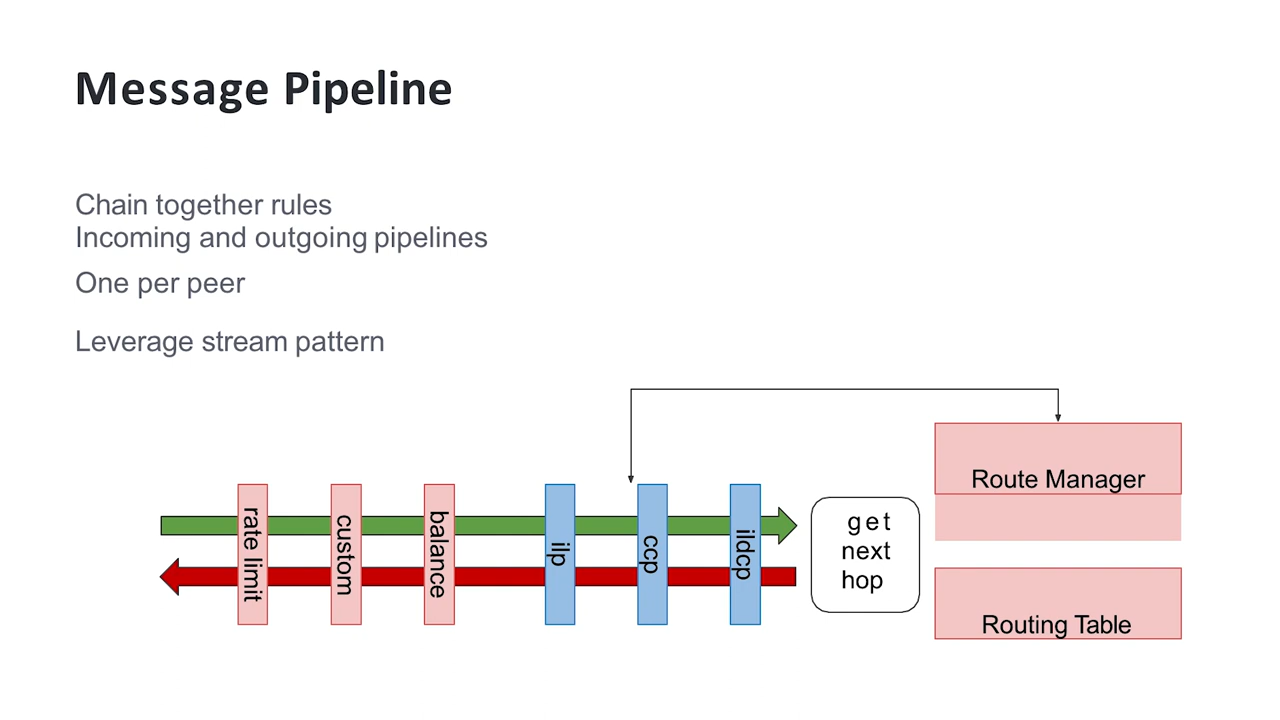 Message Pipeline
Chain together rules
Incoming and outgoing pipelines
One per peer
Leverage stream pattern
rate limit
custom
balance
ilp
ccp
ildcp
get
next
hop
Route Manager
Routing Table